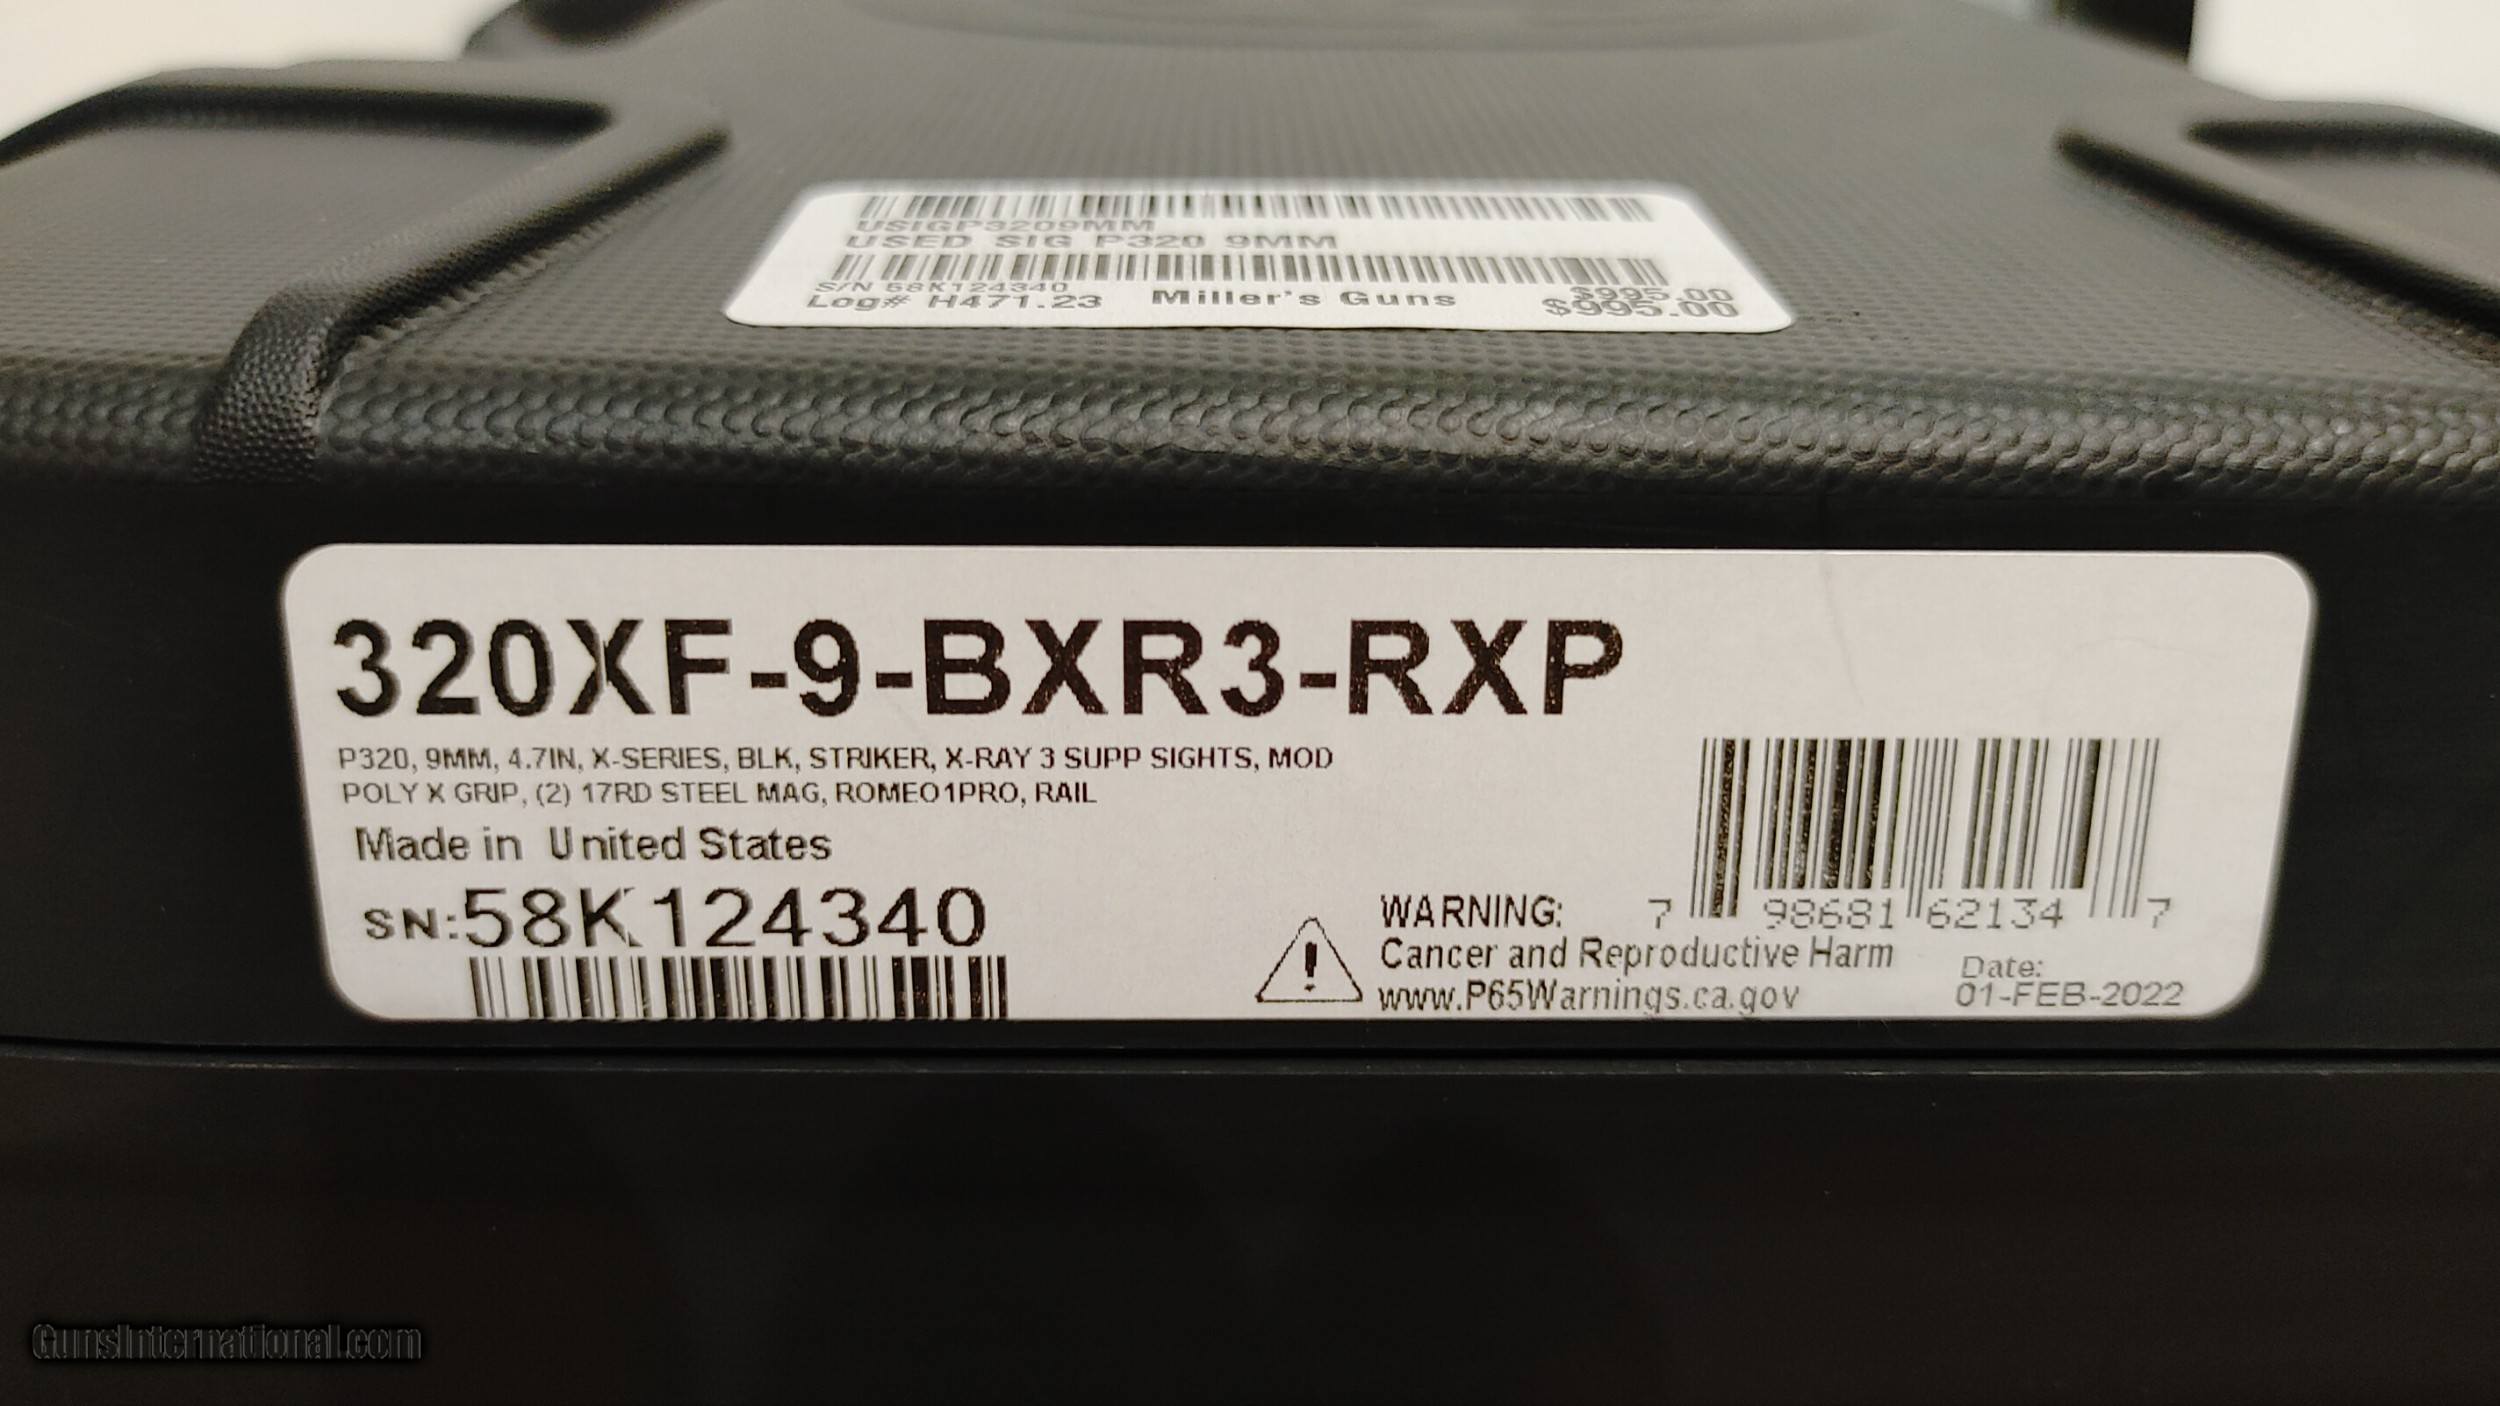 USIGP3209MM
USED SIG P320 9MM
S/N 58K124340
$995.00
Log# H471.23 Miller's Guns $995.00
320XF-9-BXR3-RXP
P320, 9MM, 4.7IN, X-SERIES, BLK, STRIKER, X-RAY 3 SUPP SIGHTS, MOD
POLY X GRIP, (2) 17RD STEEL MAG, ROMEO1PRO, RAIL
Made in United States
SN:58K124340
WARNING:
Cancer and Reproductive Harm
www.P65Warnings.ca.gov
7 98681 62134 7
Date:
01-FEB-2022
GunsInternational.com